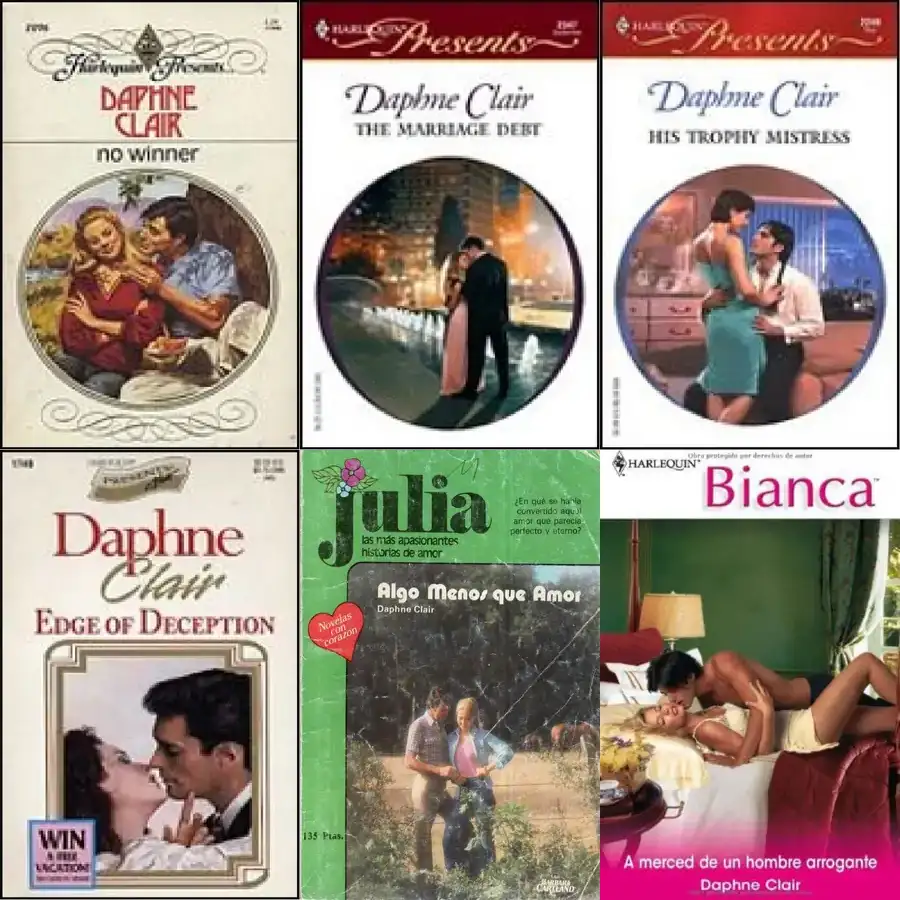 Harlequin Presents...
DAPHNE
CLAIR
no winner
HARLEQUIN
Presents
Daphne Clair
THE MARRIAGE DEBT
HARLEQUIN
Presents
Daphne Clair
HIS TROPHY MISTRESS
PRESENTS
Daphne
Clair
EDGE OF DECEPTION
WIN
A FREE
VACATION!
julia
las más apasionantes
historias de amor
¿En qué se había
convertido aquel
amor que parecía
perfecto y eterno?
Algo Menos que Amor
Daphne Clair
Novelas
con
corazón
135 Ptas.
BARBARA
CARTLAND
Obra protegida por derechos de autor
HARLEQUIN
Bianca
A merced de un hombre arrogante
Daphne Clair